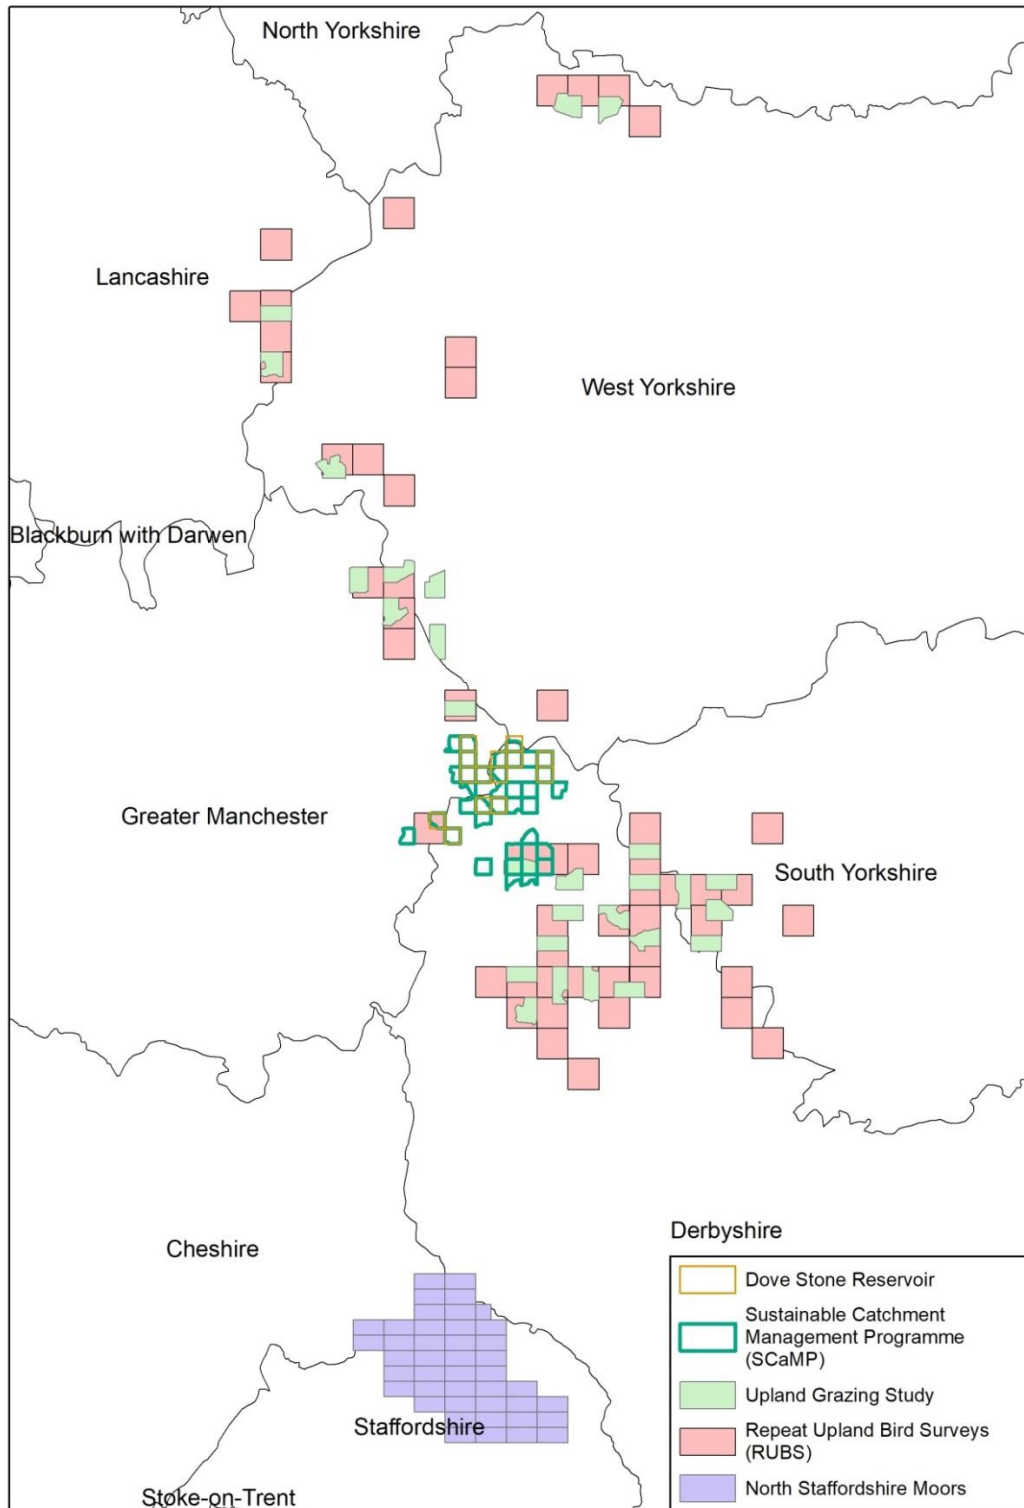 North Yorkshire
Lancashire
West Yorkshire
Blackburn with Darwen
Greater Manchester
South Yorkshire
Derbyshire
Cheshire
Dove Stone Reservoir
Sustainable Catchment
Management Programme
(SCaMP)
Upland Grazing Study
Repeat Upland Bird Surveys
(RUBS)
North Staffordshire Moors
Staffordshire
Stoke-on-Trent